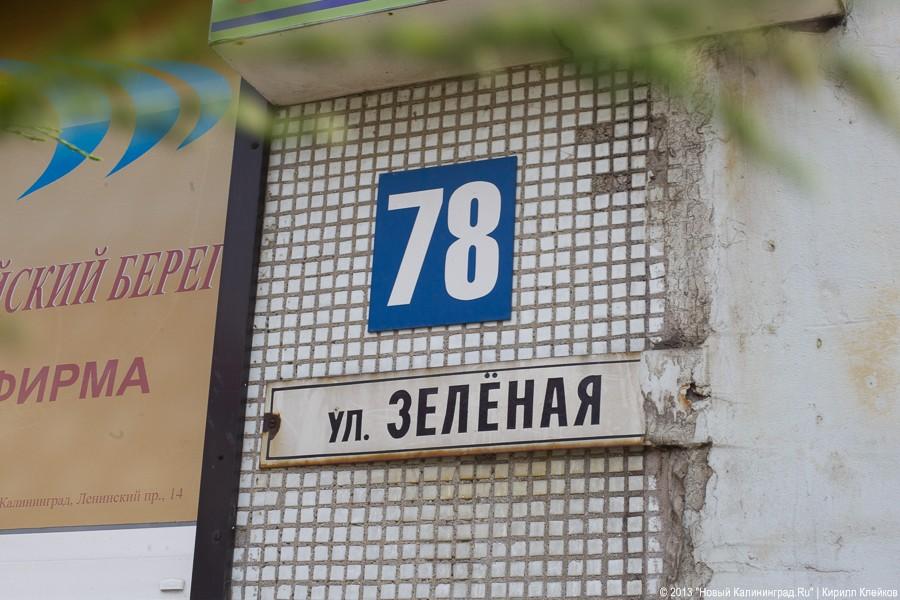 78
ул. ЗЕЛЁНАЯ
ЙСКИЙ БЕРЕГ
ФИРМА
Калининград, Ленинский пр., 14
© 2013 "Новый Калининград.Ru" | Кирилл Клейков